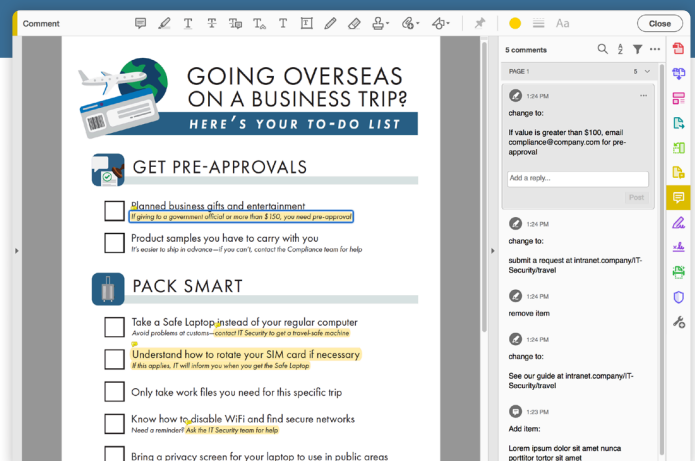 Comment
Aa
Close
GOING OVERSEAS
ON A BUSINESS TRIP?
HERE'S YOUR TO-DO LIST
GET PRE-APPROVALS
Planned business gifts and entertainment
If giving to a government official or more than $150, you need pre-approval
Product samples you have to carry with you
It's easier to ship in advance—if you can't, contact the Compliance team for help
PACK SMART
Take a Safe Laptop instead of your regular computer
Avoid problems at customs—contact IT Security to get a travel-safe machine
Understand how to rotate your SIM card if necessary
If this applies, IT will inform you when you get the Safe Laptop
Only take work files you need for this specific trip
Know how to disable WiFi and find secure networks
Need a reminder? Ask the IT Security team for help
Bring a privacy screen for your laptop to use in public areas
5 comments
PAGE 1
5
1:24 PM
change to:
If value is greater than $100, email
compliance@company.com for pre-
approval
Add a reply...
Post
1:24 PM
change to:
submit a request at intranet.company/IT-
Security/travel
1:24 PM
remove item
1:24 PM
change to:
See our guide at intranet.company/IT-
Security/travel
1:23 PM
Add item:
Lorem ipsum dolor sit amet nunca
porttitor tortor sit amet